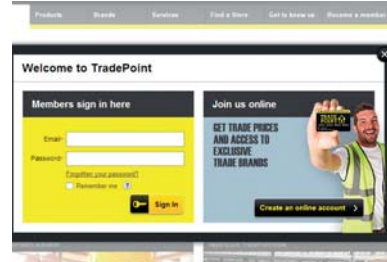 Products Brands Services Find a Store Get to know us Become a member
Welcome to TradePoint
Members sign in here
Email
Password
Forgotten your password?
Remember me ?
Sign In
Join us online
GET TRADE PRICES
AND ACCESS TO
EXCLUSIVE
TRADE BRANDS
TRADE
POINT
Create an online account >